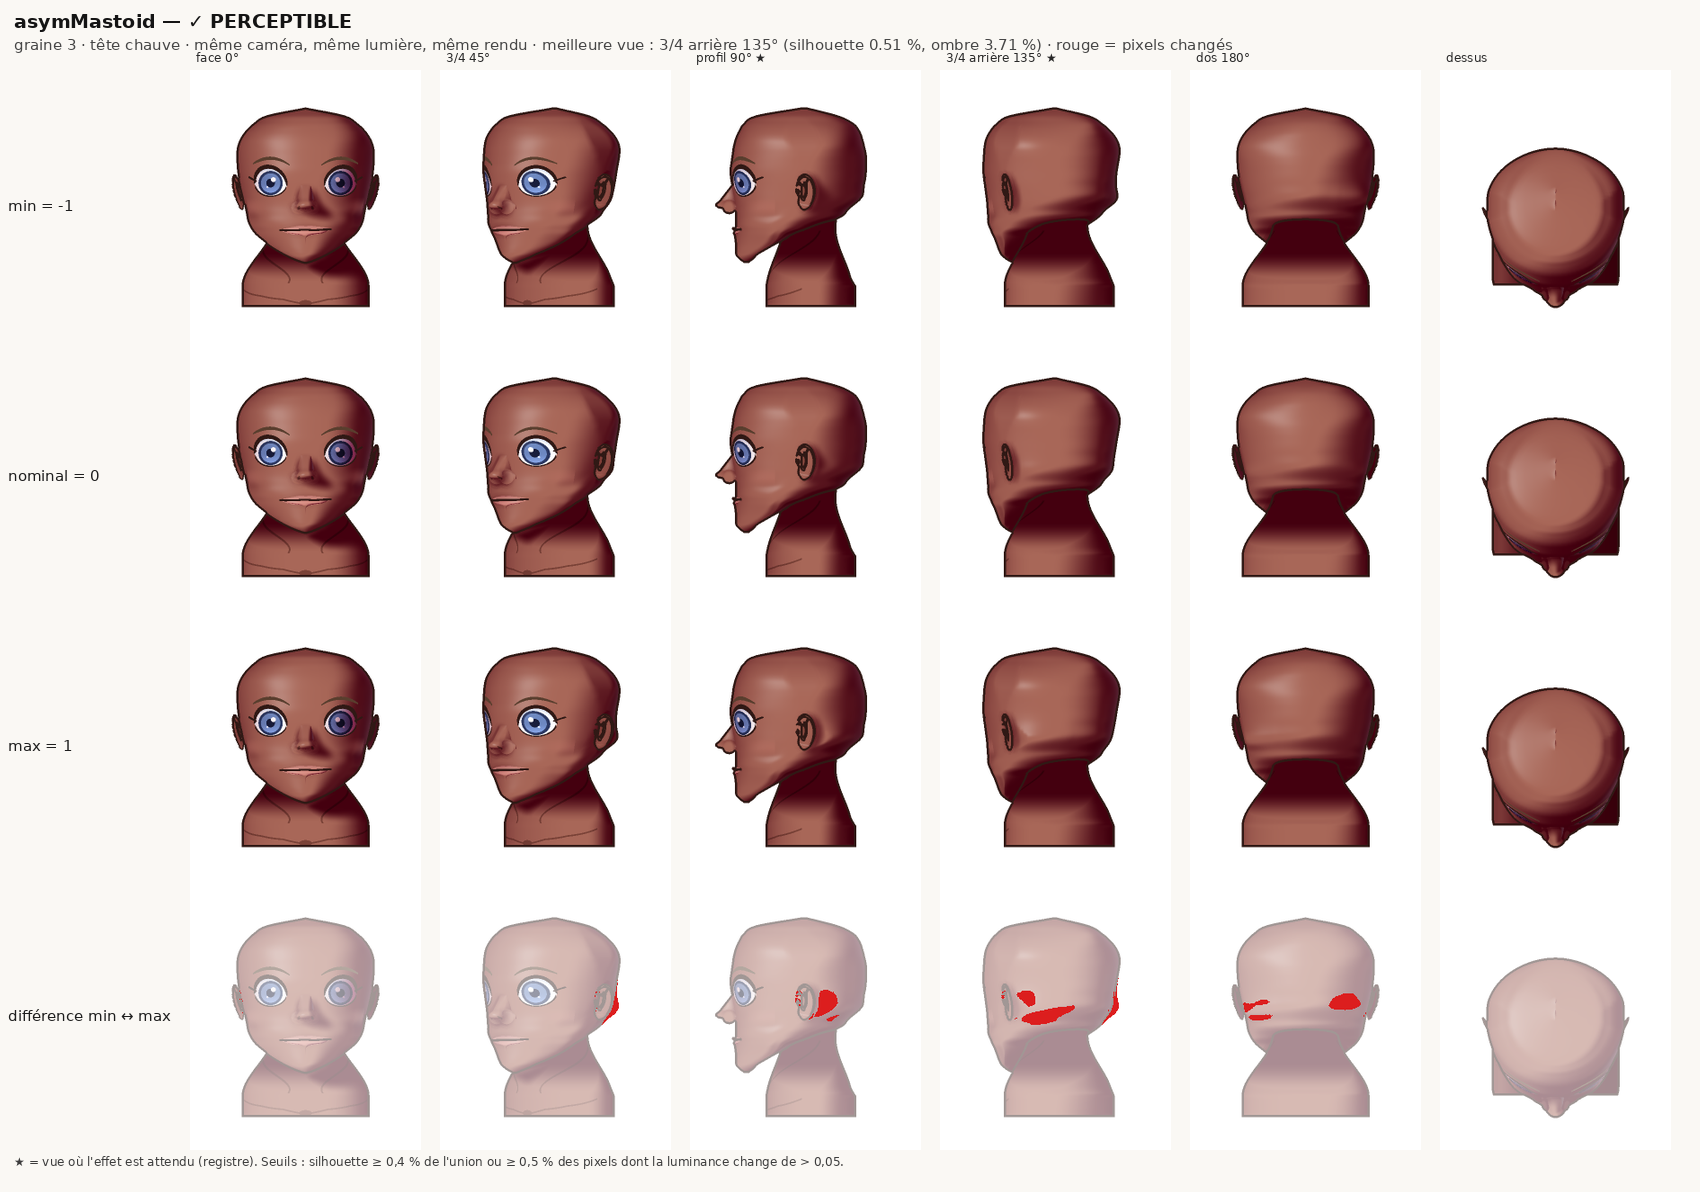 asymMastoid — ✓ PERCEPTIBLE
graine 3 · tête chauve · même caméra, même lumière, même rendu · meilleure vue : 3/4 arrière 135° (silhouette 0.51 %, ombre 3.71 %) · rouge = pixels changés
face 0° 3/4 45° profil 90° ★ 3/4 arrière 135° ★ dos 180° dessus
min = -1
nominal = 0
max = 1
différence min ↔ max
★ = vue où l'effet est attendu (registre). Seuils : silhouette ≥ 0,4 % de l'union ou ≥ 0,5 % des pixels dont la luminance change de > 0,05.